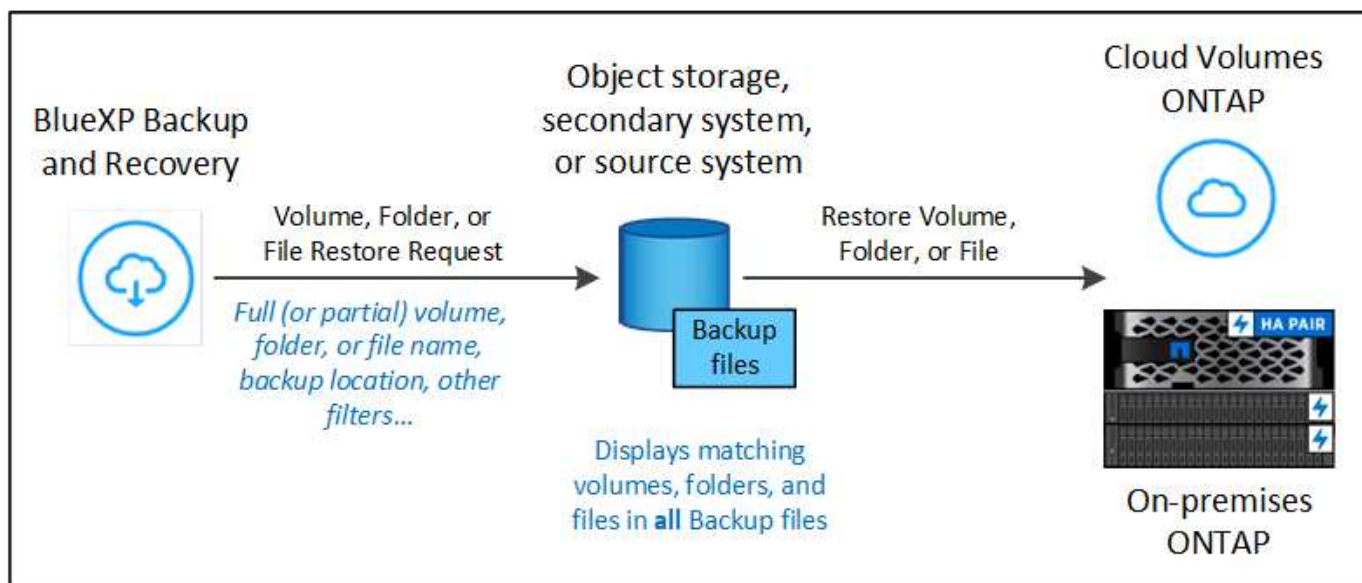 BlueXP Backup
and Recovery
Volume, Folder, or
File Restore Request
Full (or partial) volume,
folder, or file name,
backup location, other
filters...
Object storage,
secondary system,
or source system
Backup
files
Displays matching
volumes, folders, and
files in all Backup files
Restore Volume,
Folder, or File
Cloud Volumes
ONTAP
HA PAIR
On-premises
ONTAP